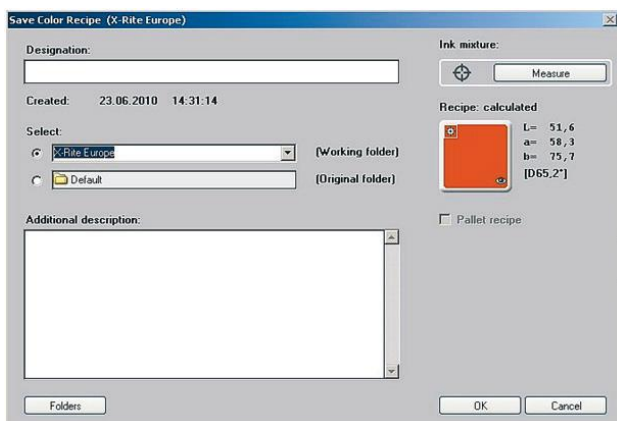 Save Color Recipe (X-Rite Europe)
Designation:
Created: 23.06.2010 14:31:14
Select:
X-Rite Europe (Working folder)
Default (Original folder)
Additional description:
Folders
Ink mixture:
Measure
Recipe: calculated
L= 51,6
a= 58,3
b= 75,7
[D65,2°]
Pallet recipe
OK Cancel